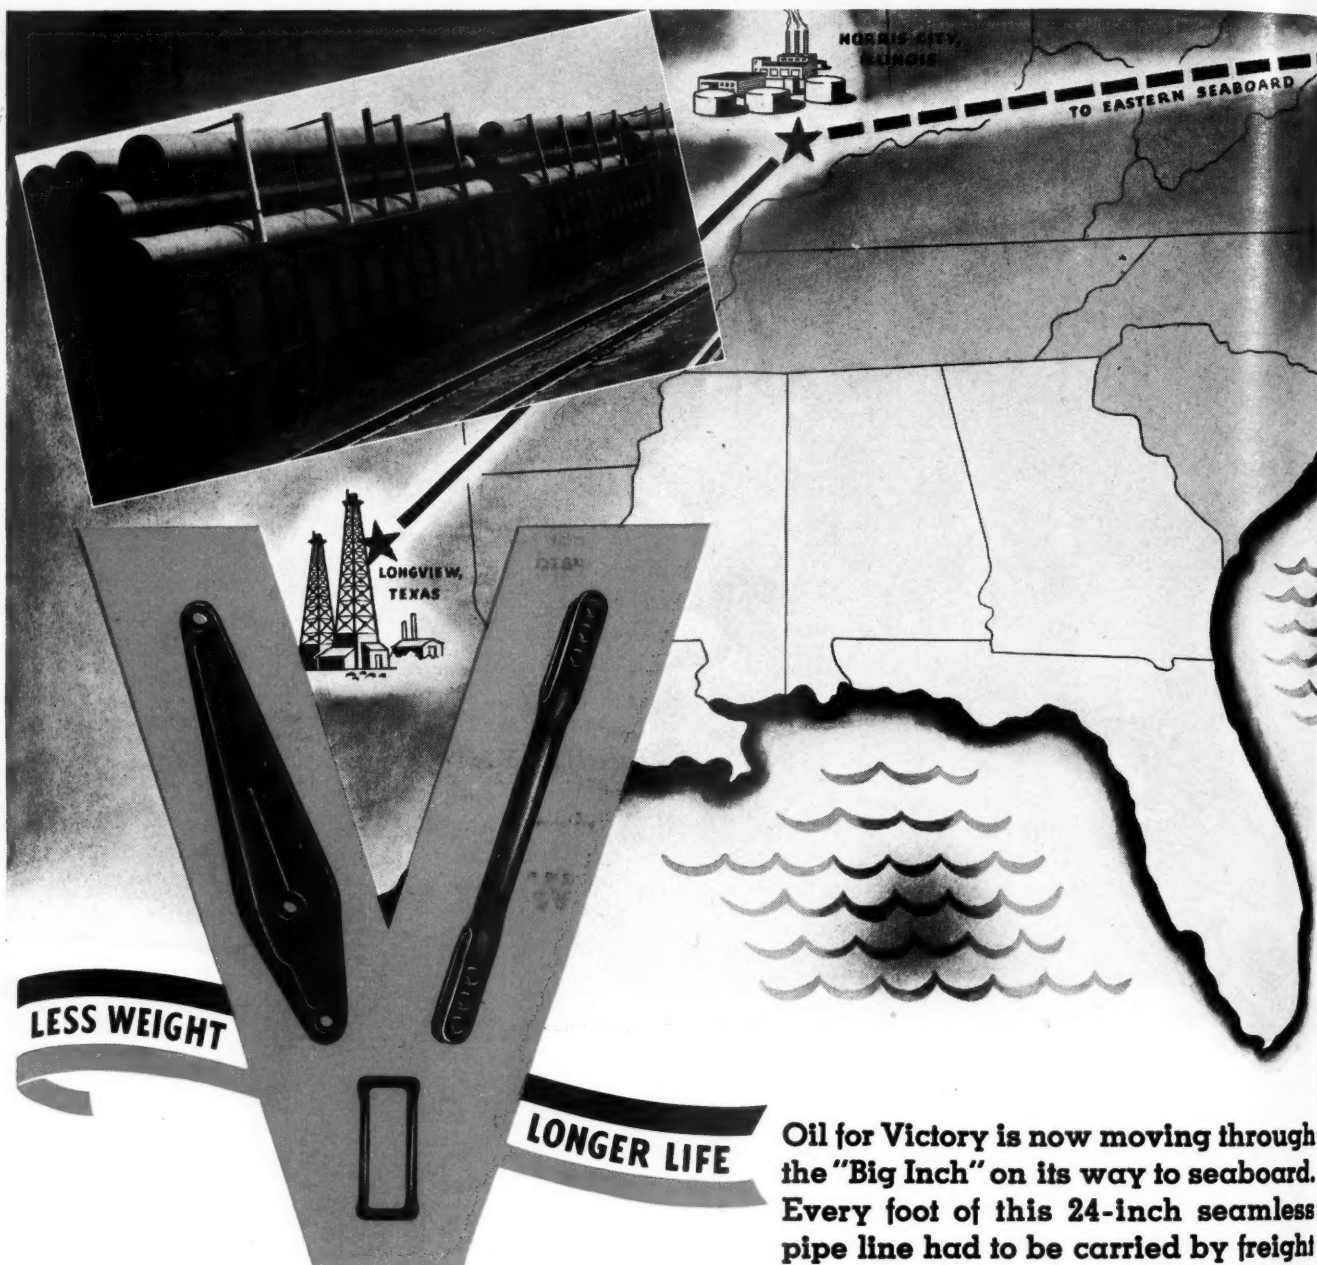 NORRIS CITY,
ILLINOIS
TO EASTERN SEABOARD
LONGVIEW,
TEXAS
LESS WEIGHT
LONGER LIFE
Oil for Victory is now moving through
the "Big Inch" on its way to seaboard.
Every foot of this 24-inch seamless
pipe line had to be carried by freight